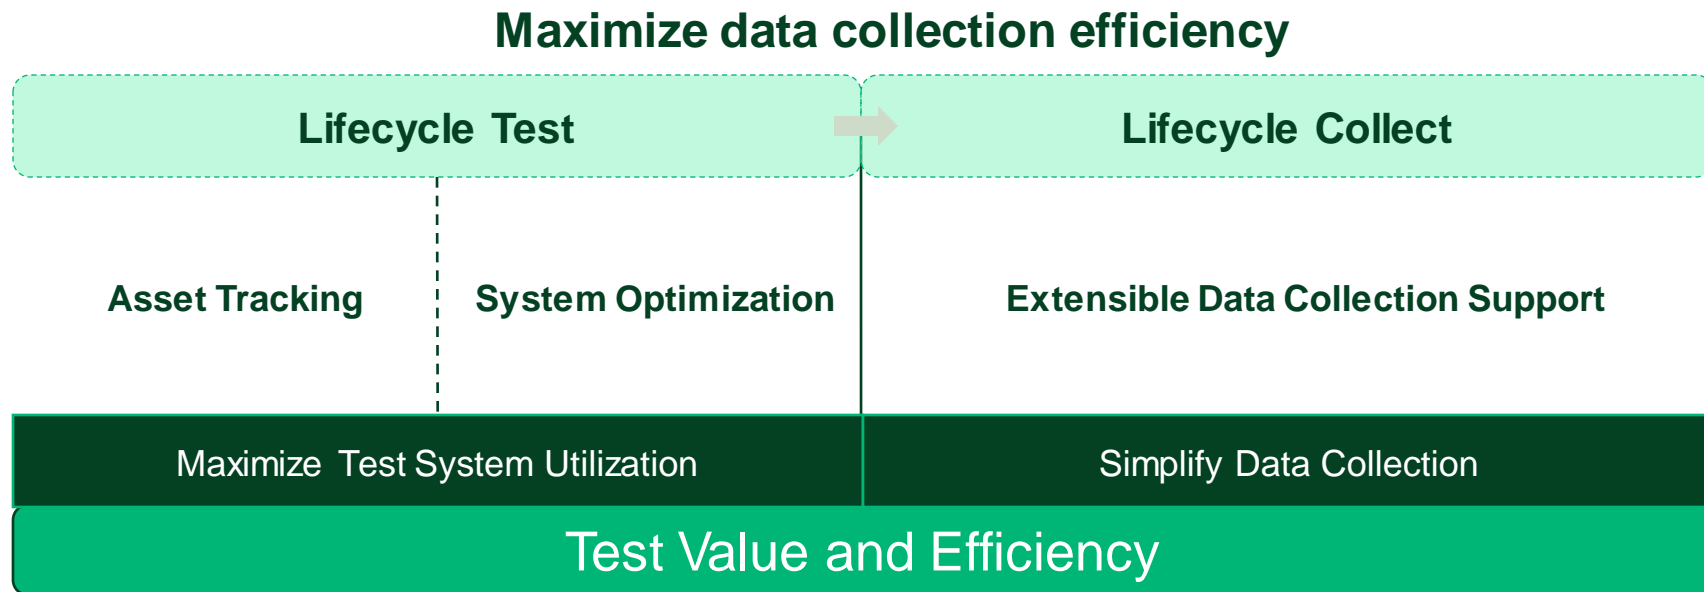 Maximize data collection efficiency
Lifecycle Test
Lifecycle Collect
Asset Tracking
System Optimization
Extensible Data Collection Support
Maximize Test System Utilization
Simplify Data Collection
Test Value and Efficiency